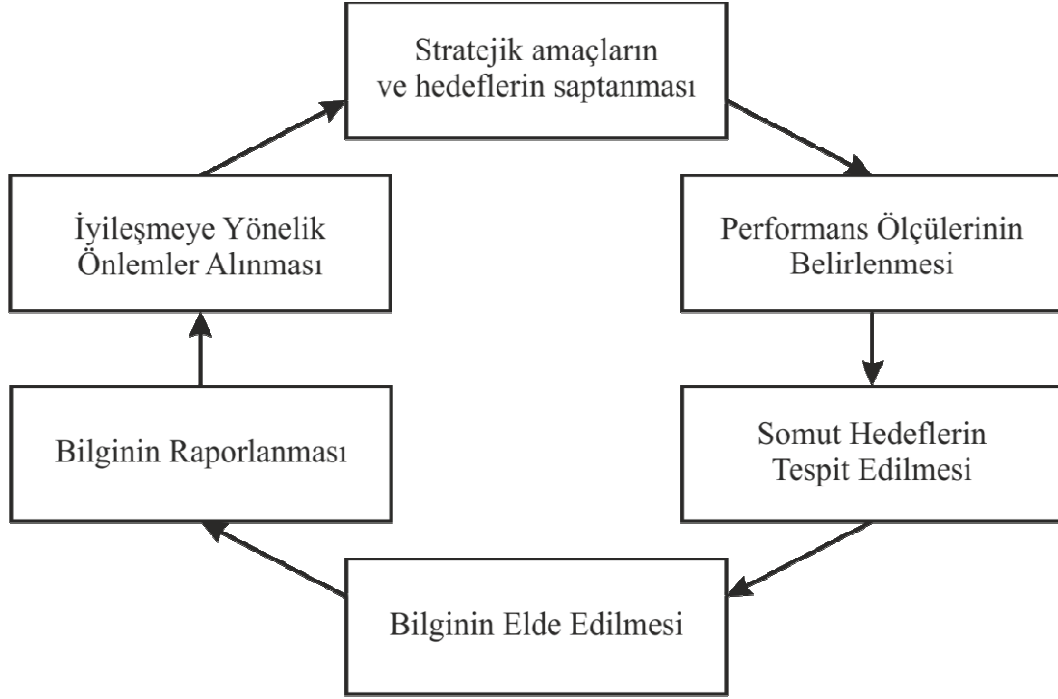 Stratejik amaçların
ve hedeflerin saptanması
İyileşmeye Yönelik
Önlemler Alınması
Performans Ölçülerinin
Belirlenmesi
Bilginin Raporlanması
Somut Hedeflerin
Tespit Edilmesi
Bilginin Elde Edilmesi